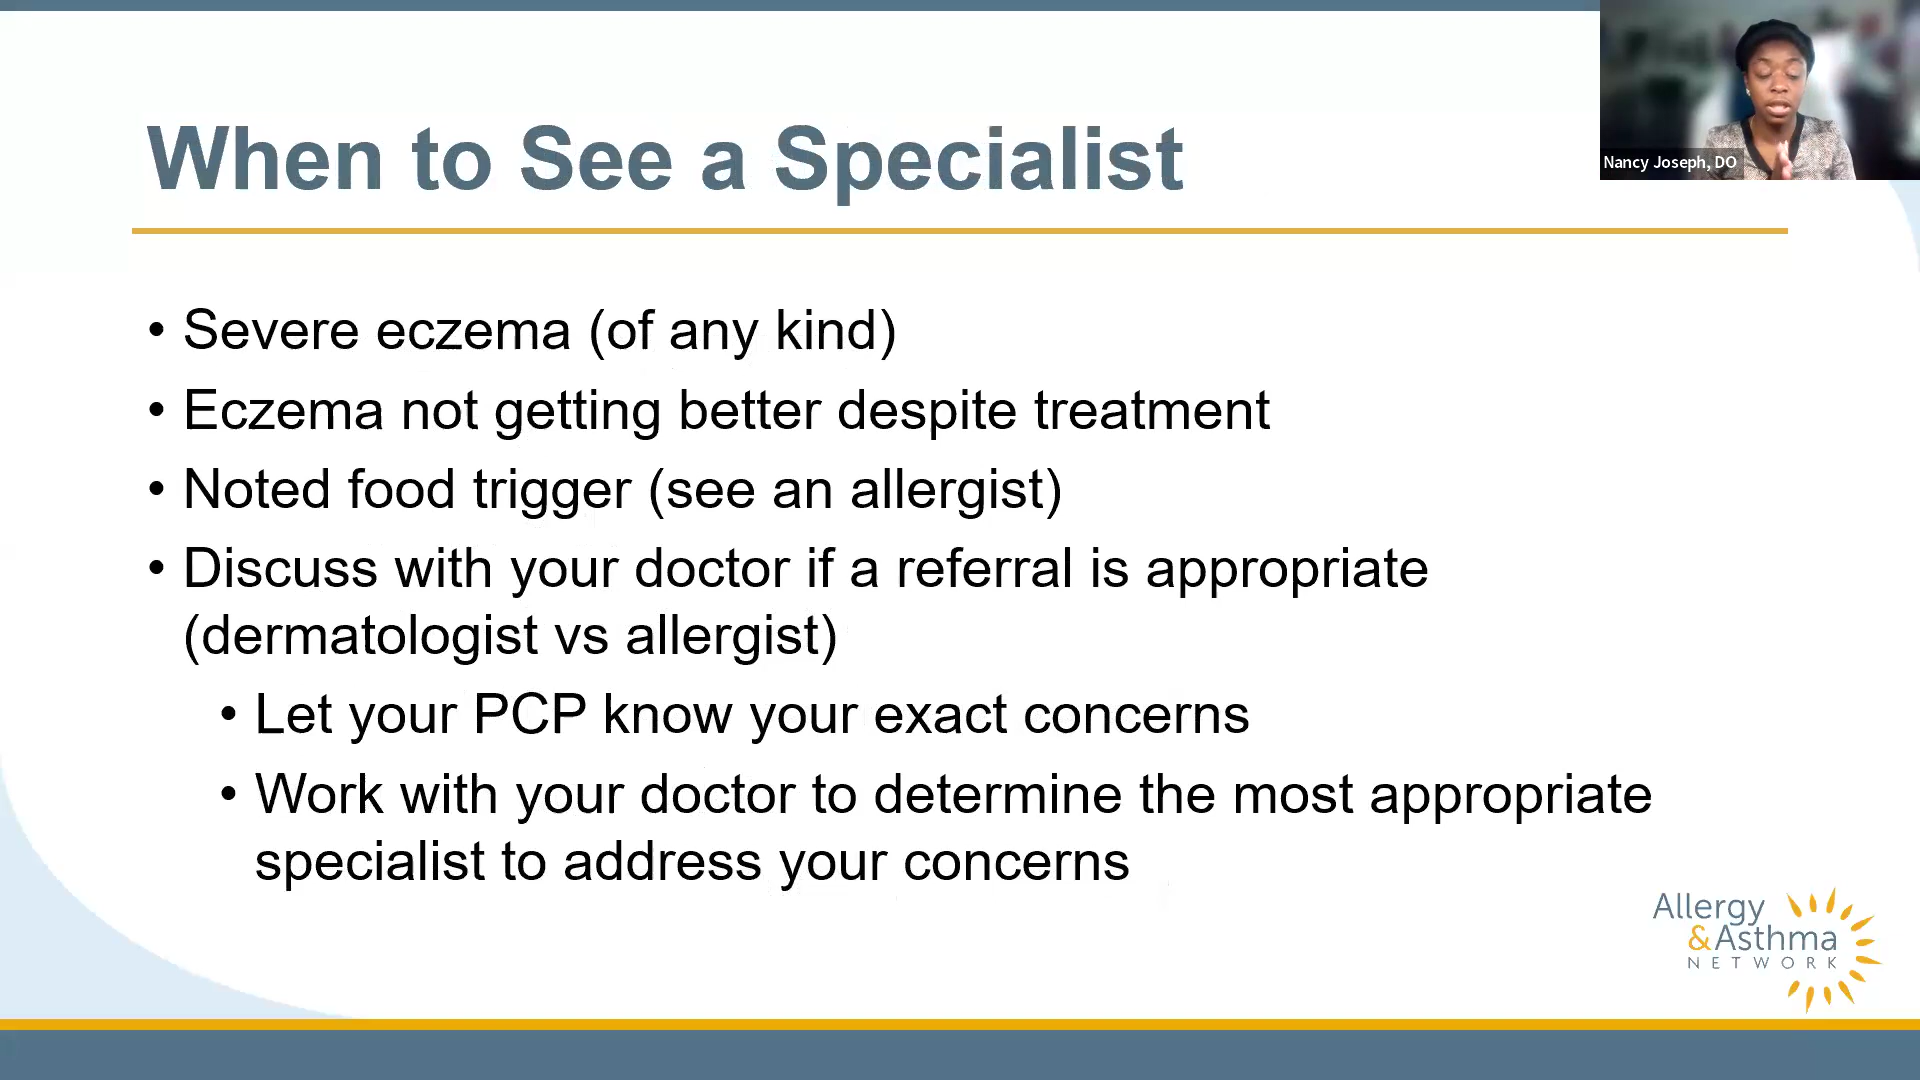 When to See a Specialist
Nancy Joseph, DO
• Severe eczema (of any kind)
• Eczema not getting better despite treatment
• Noted food trigger (see an allergist)
• Discuss with your doctor if a referral is appropriate
(dermatologist vs allergist)
• Let your PCP know your exact concerns
• Work with your doctor to determine the most appropriate
specialist to address your concerns
Allergy
&Asthma
NETWORK